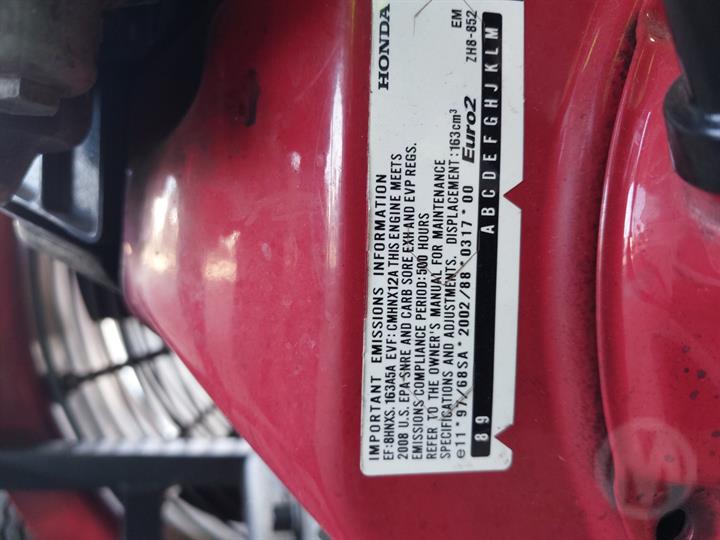 IMPORTANT EMISSIONS INFORMATION
HONDA
EF:8HNXS.163A5A EVF:CMHNX12A THIS ENGINE MEETS
2008 U.S. EPA-SNRE AND CARB SORE EXH AND EVP REGS.
EMISSIONS COMPLIANCE PERIOD:500 HOURS
REFER TO THE OWNER'S MANUAL FOR MAINTENANCE
SPECIFICATIONS AND ADJUSTMENTS. DISPLACEMENT:163cm³
EM
e11*97/68SA*2002/88*0317*00 Euro2 ZH8-852
8 9 A B C D E F G H J K L M
M